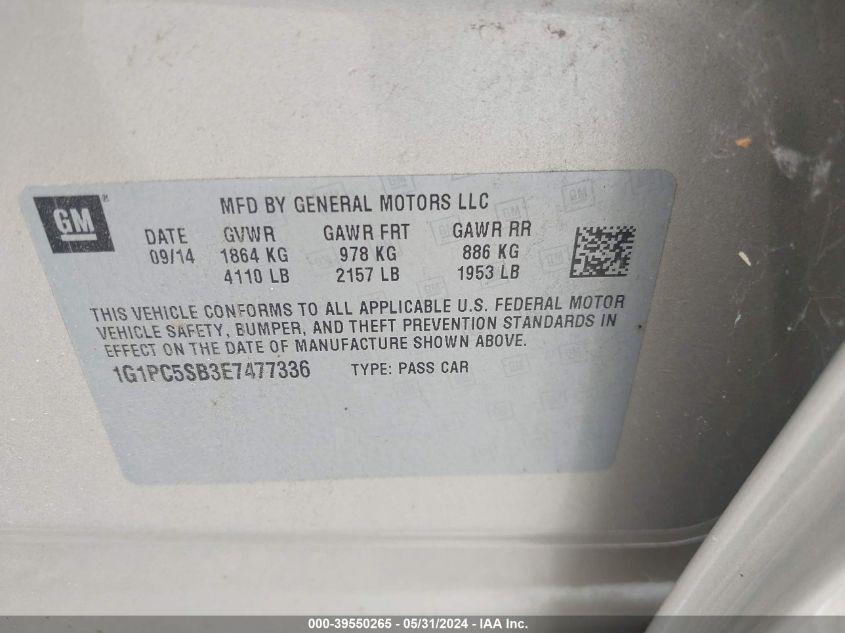 GM®
MFD BY GENERAL MOTORS LLC
DATE GVWR GAWR FRT GAWR RR
09/14 1864 KG 978 KG 886 KG
4110 LB 2157 LB 1953 LB
THIS VEHICLE CONFORMS TO ALL APPLICABLE U.S. FEDERAL MOTOR
VEHICLE SAFETY, BUMPER, AND THEFT PREVENTION STANDARDS IN
EFFECT ON THE DATE OF MANUFACTURE SHOWN ABOVE.
1G1PC5SB3E7477336 TYPE: PASS CAR
000-39550265 - 05/31/2024 - IAA Inc.